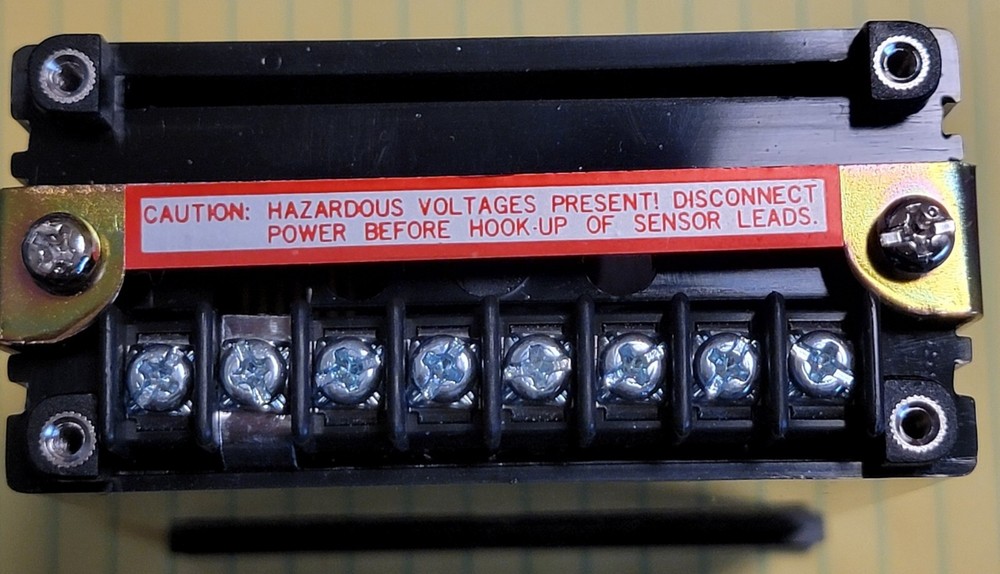 CAUTION: HAZARDOUS VOLTAGES PRESENT! DISCONNECT
POWER BEFORE HOOK-UP OF SENSOR LEADS.